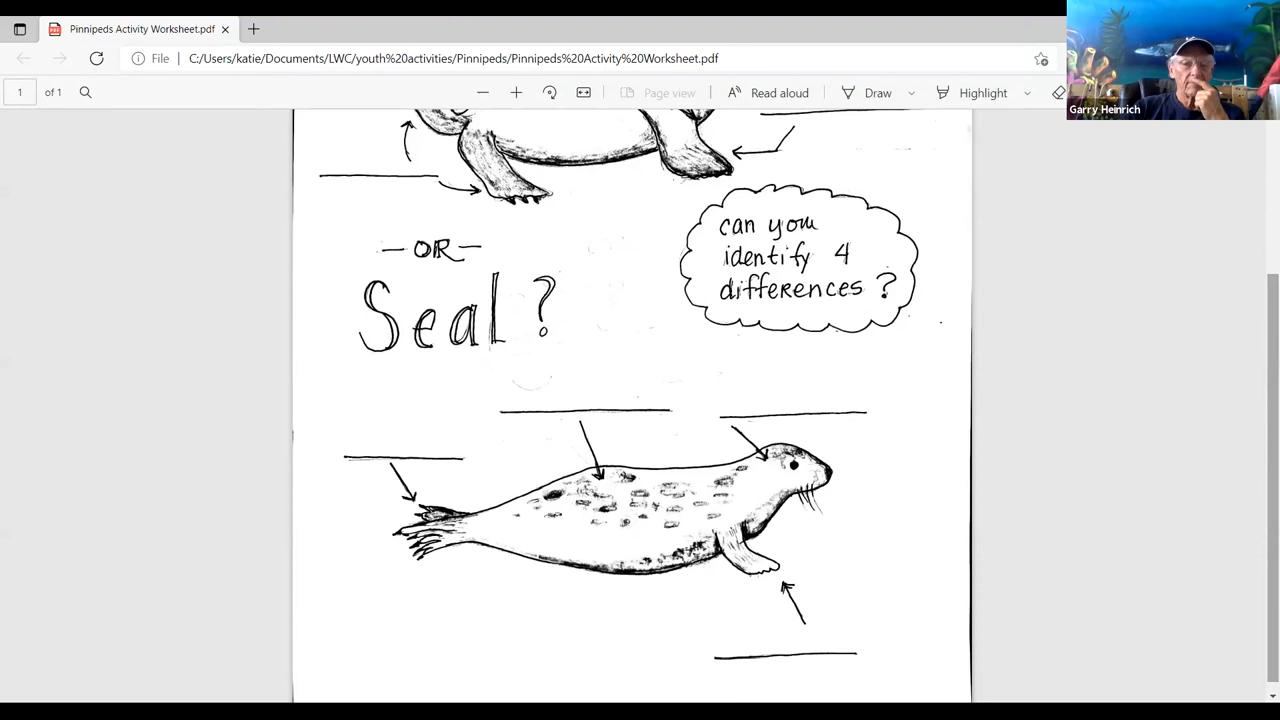 Pinnipeds Activity Worksheet.pdf
File
C:/Users/katie/Documents/LWC/youth%20activities/Pinnipeds/Pinnipeds%20Activity%20Worksheet.pdf
1 of 1
Page view
Read aloud
Draw
Highlight
Garry Heinrich
- OR -
Seal?
can you
identify 4
differences?